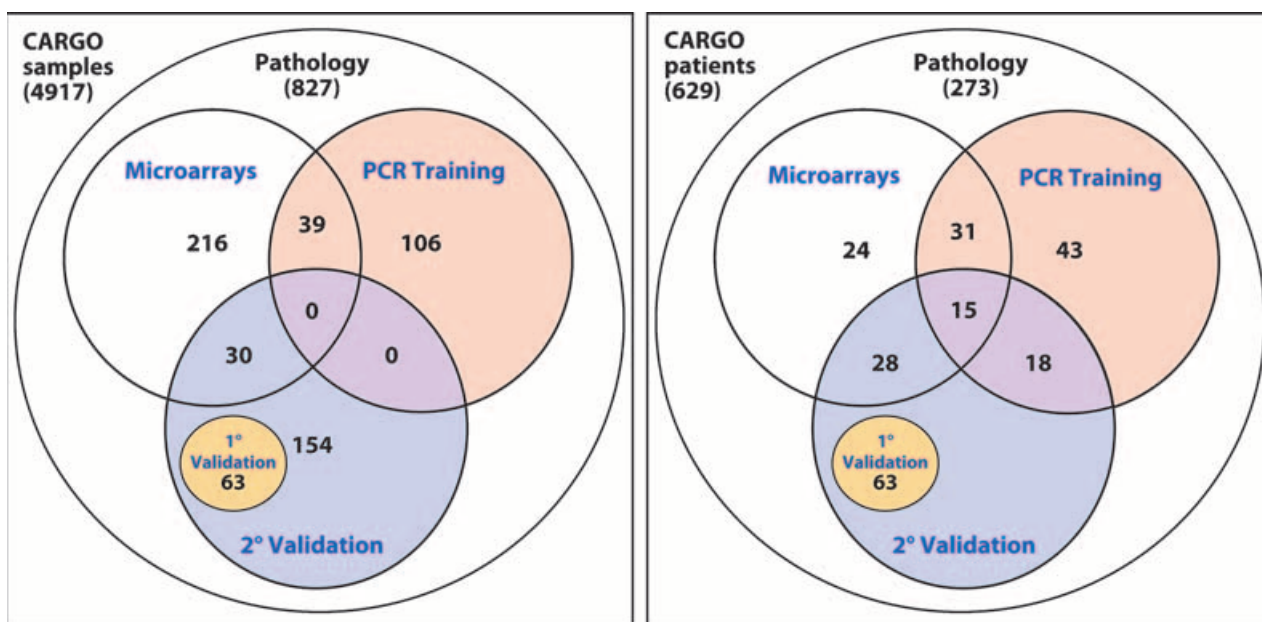 CARGO
samples
(4917)
Pathology
(827)
Microarrays
PCR Training
39
216
106
0
30
0
1°
Validation
63
154
2° Validation
CARGO
patients
(629)
Pathology
(273)
Microarrays
PCR Training
31
24
43
15
28
18
1°
Validation
63
2° Validation